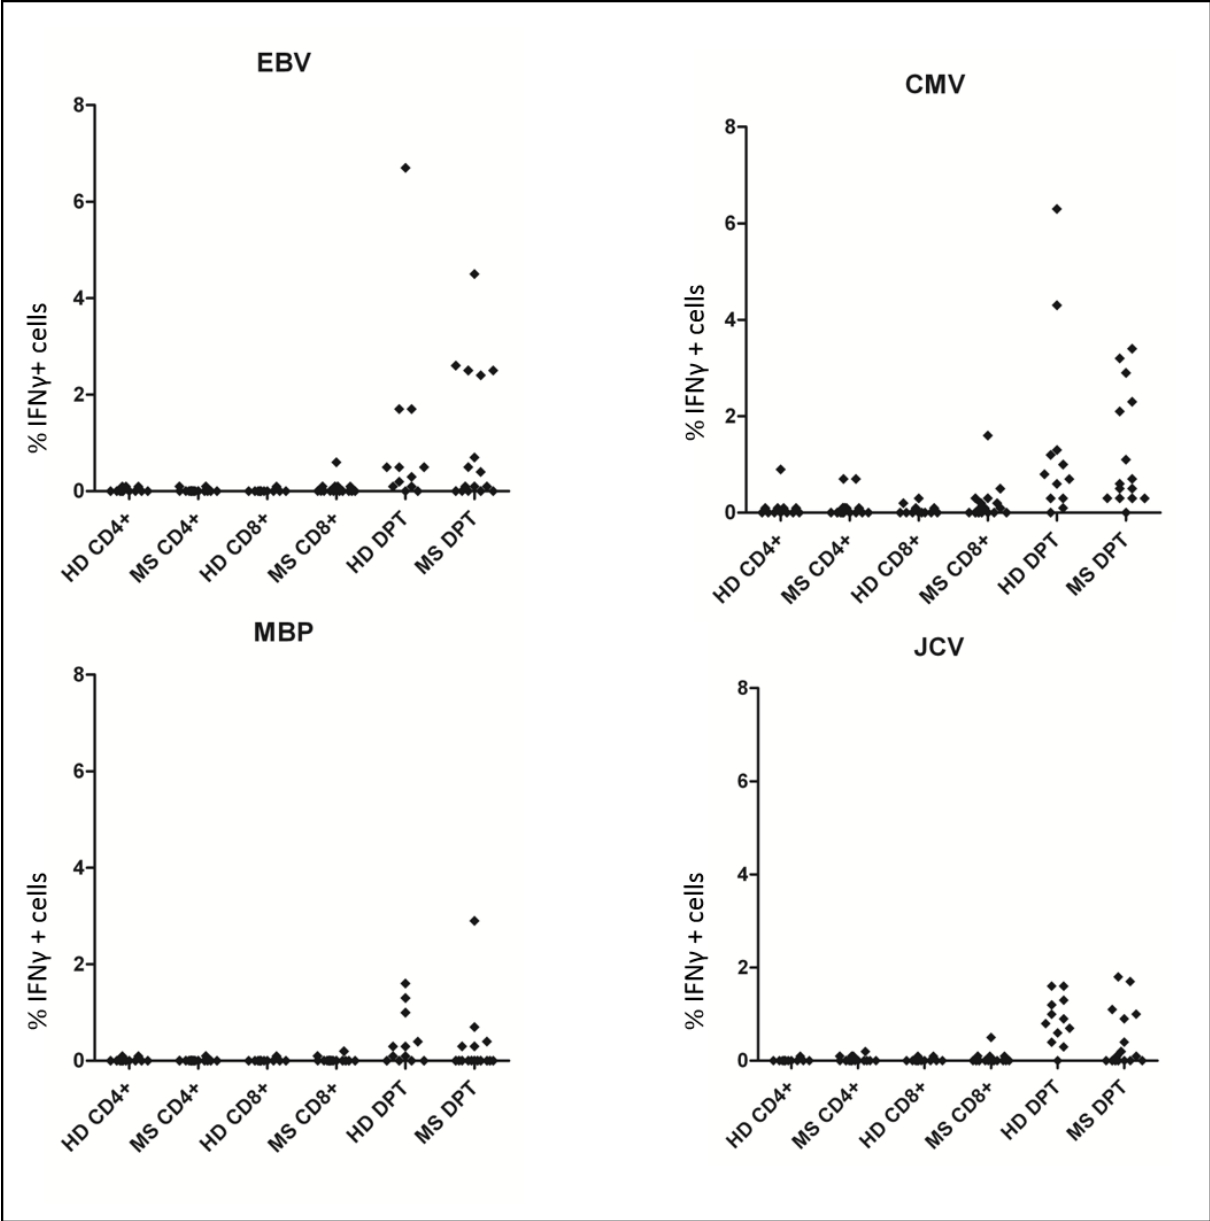 EBV
8
6
4
2
0
% IFNγ+ cells
HD CD4+
MS CD4+
HD CD8+
MS CD8+
HD DPT
MS DPT
CMV
8
6
4
2
0
% IFNγ + cells
HD CD4+
MS CD4+
HD CD8+
MS CD8+
HD DPT
MS DPT
MBP
8
6
4
2
0
% IFNγ + cells
HD CD4+
MS CD4+
HD CD8+
MS CD8+
HD DPT
MS DPT
JCV
8
6
4
2
0
% IFNγ + cells
HD CD4+
MS CD4+
HD CD8+
MS CD8+
HD DPT
MS DPT